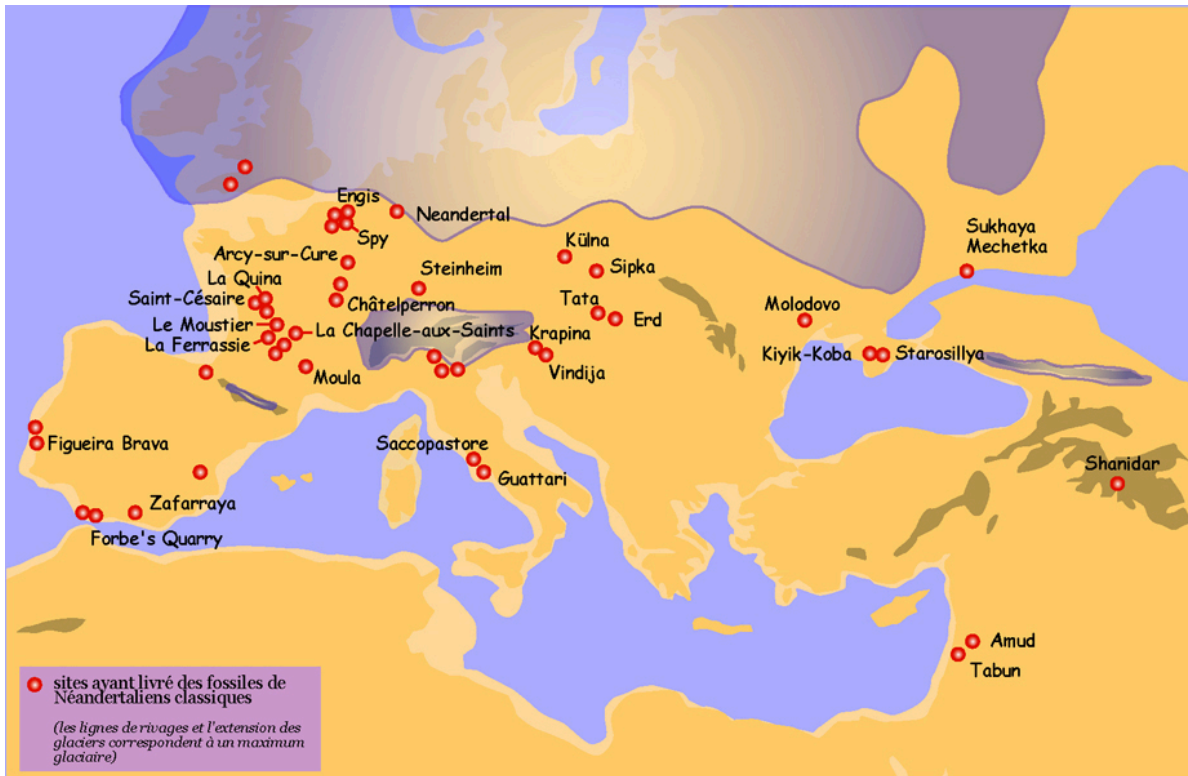 Engis
Neandertal
Spy
Sukhaya
Mechetka
Külna
Arcy-sur-Cure
Sipka
Steinheim
La Quina
Saint-Césaire
Châtelperron
Tata
Erd
Molodovo
Le Moustier
La Chapelle-aux-Saints
Krapina
La Ferrassie
Kiyik-Koba
Starosillya
Moula
Vindija
Figueira Brava
Saccopastore
Guattari
Shanidar
Zafarraya
Forbe's Quarry
Amud
Tabun
sites ayant livré des fossiles de
Néandertaliens classiques
(les lignes de rivages et l'extension des
glaciers correspondent à un maximum
glaciaire)